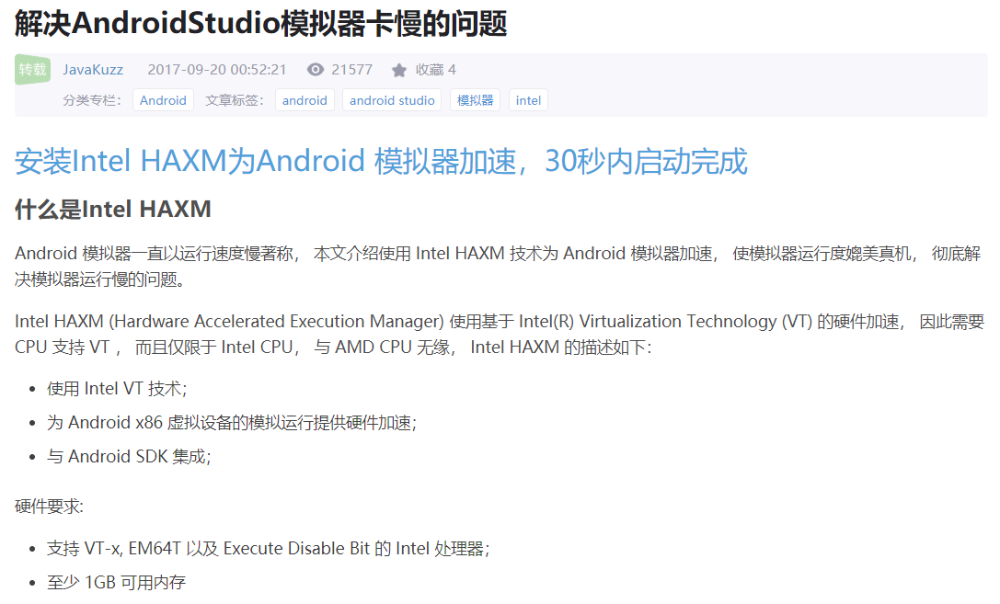 解决AndroidStudio模拟器卡慢的问题
转载 JavaKuzz 2017-09-20 00:52:21 21577 收藏 4
分类专栏： Android 文章标签： android android studio 模拟器 intel
安装Intel HAXM为Android 模拟器加速，30秒内启动完成
什么是Intel HAXM
Android 模拟器一直以运行速度慢著称， 本文介绍使用 Intel HAXM 技术为 Android 模拟器加速， 使模拟器运行度媲美真机， 彻底解
决模拟器运行慢的问题。
Intel HAXM (Hardware Accelerated Execution Manager) 使用基于 Intel(R) Virtualization Technology (VT) 的硬件加速， 因此需要
CPU 支持 VT ， 而且仅限于 Intel CPU， 与 AMD CPU 无缘， Intel HAXM 的描述如下：
• 使用 Intel VT 技术；
• 为 Android x86 虚拟设备的模拟运行提供硬件加速；
• 与 Android SDK 集成；
硬件要求:
• 支持 VT-x, EM64T 以及 Execute Disable Bit 的 Intel 处理器；
• 至少 1GB 可用内存